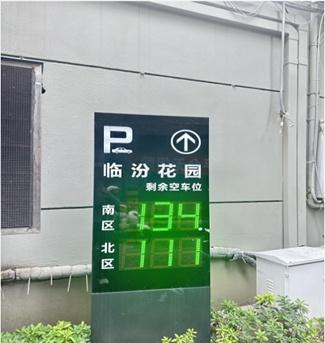 P
临汾花园
剩余空车位
南区 134
北区 111